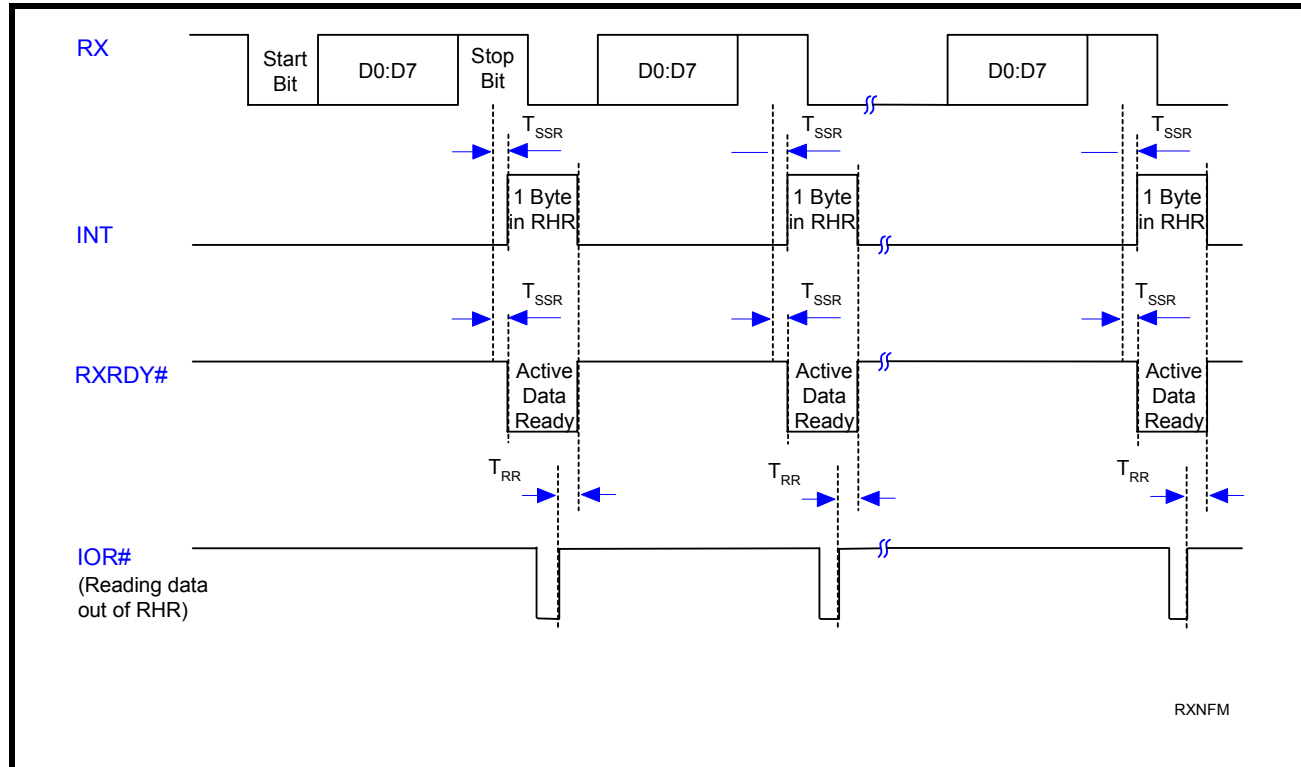 RX
Start
Bit
D0:D7
Stop
Bit
D0:D7
D0:D7
TSSR
TSSR
TSSR
INT
1 Byte
in RHR
1 Byte
in RHR
1 Byte
in RHR
TSSR
TSSR
TSSR
RXRDY#
Active
Data
Ready
Active
Data
Ready
Active
Data
Ready
TRR
TRR
TRR
IOR#
(Reading data
out of RHR)
RXNFM